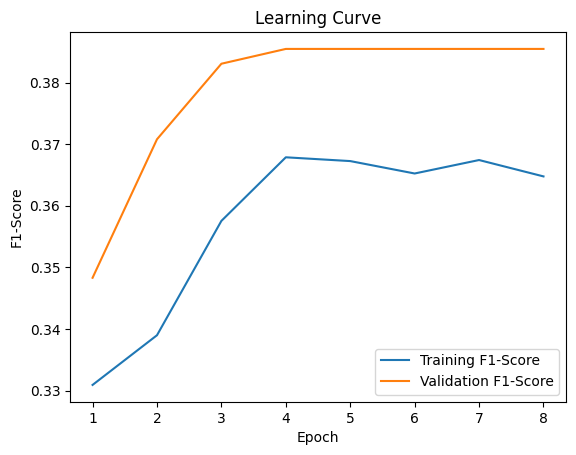 Learning Curve
F1-Score
0.38
0.37
0.36
0.35
0.34
0.33
1 2 3 4 5 6 7 8
Epoch
Training F1-Score
Validation F1-Score